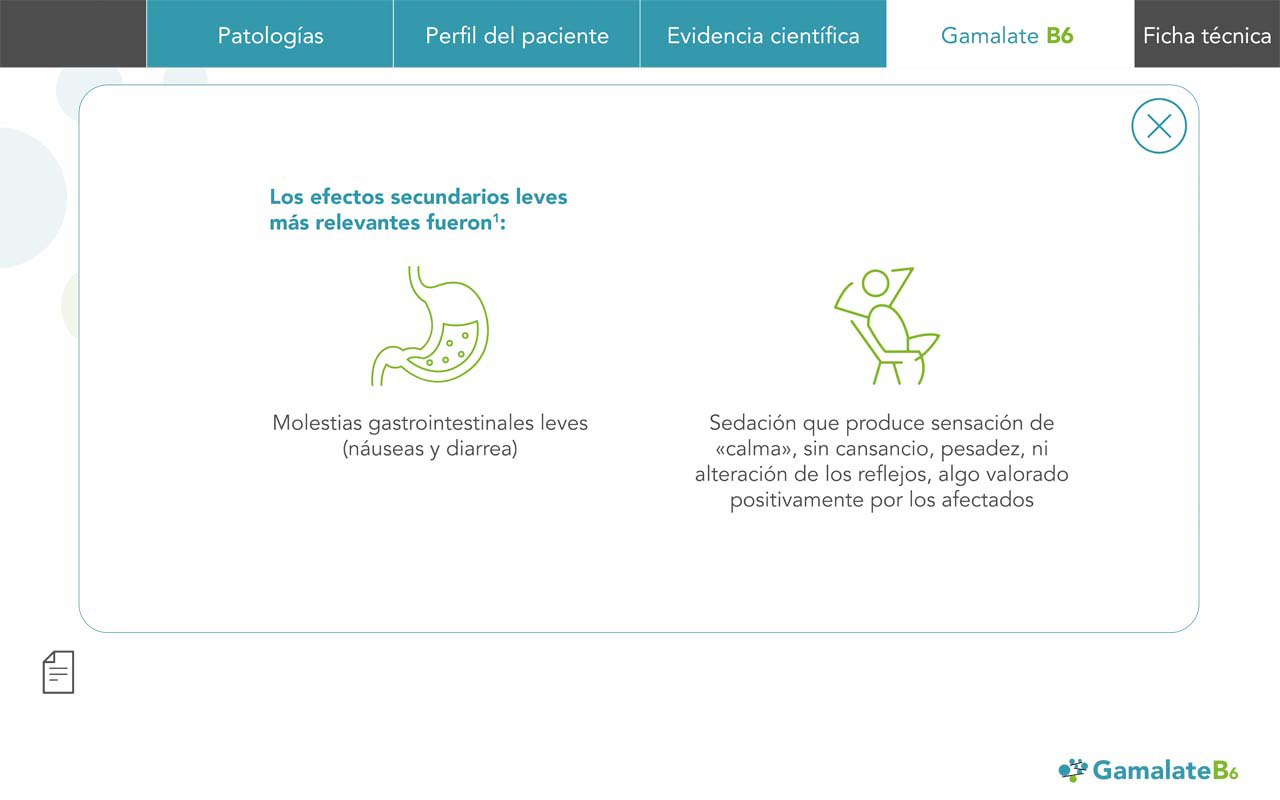 Patologías
Perfil del paciente
Evidencia científica
Gamalate B6
Ficha técnica
Los efectos secundarios leves
más relevantes fueron¹:
Molestias gastrointestinales leves
(náuseas y diarrea)
Sedación que produce sensación de
«calma», sin cansancio, pesadez, ni
alteración de los reflejos, algo valorado
positivamente por los afectados
GamalateB6